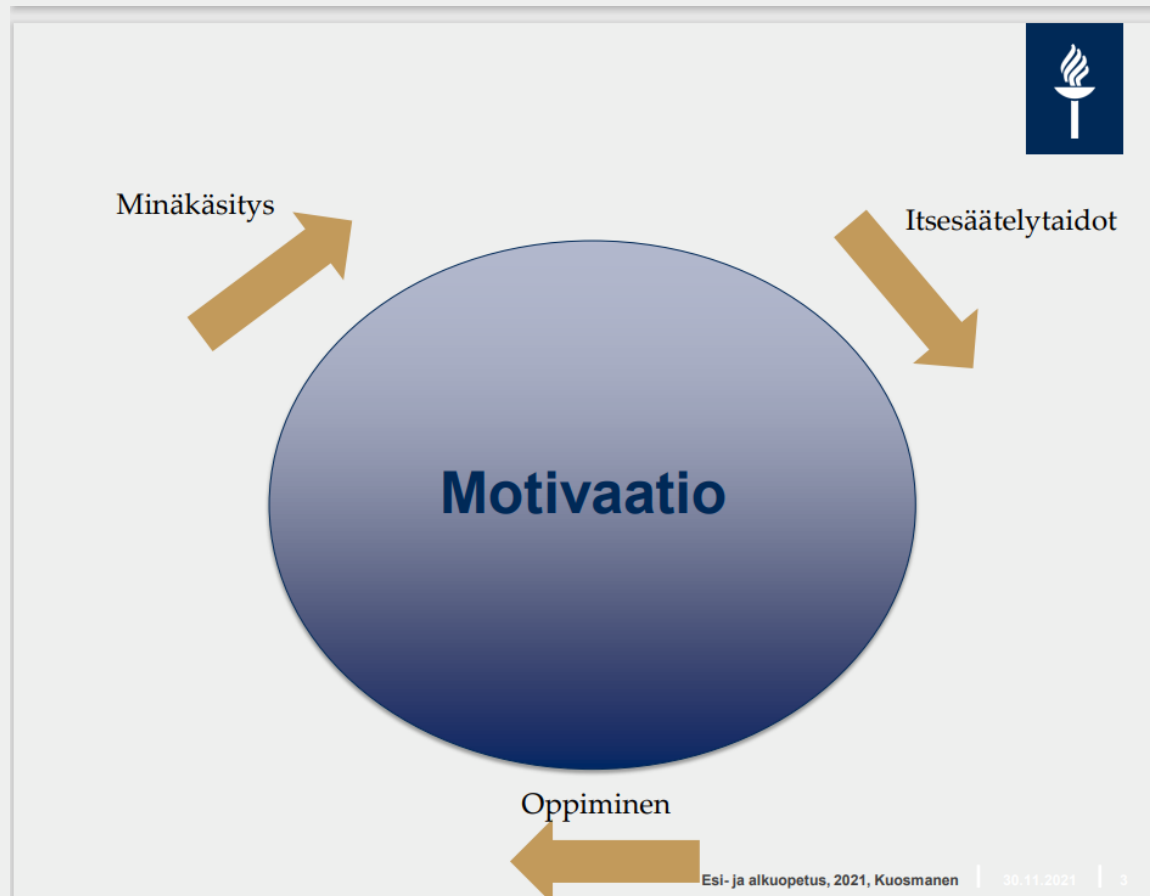 Minäkäsitys
Itsesäätelytaidot
Motivaatio
Oppiminen
Esi- ja alkuopetus, 2021, Kuosmanen 30.11.2021 3